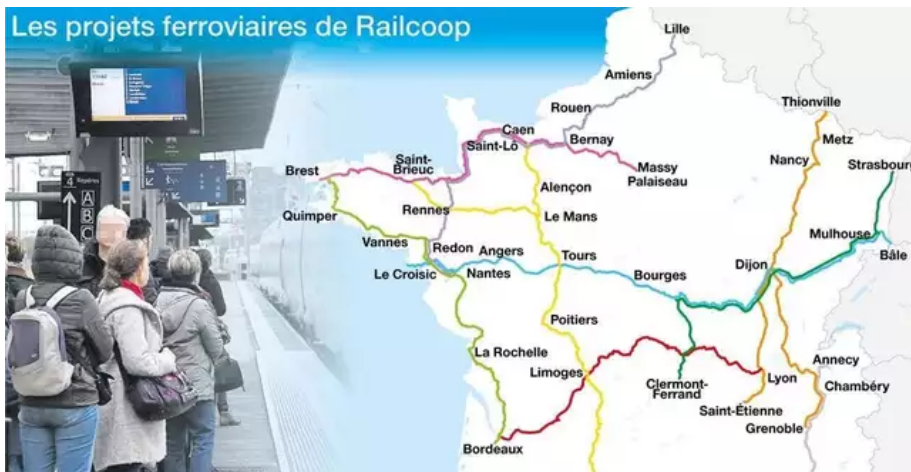 Les projets ferroviaires de Railcoop
4
Repères
A
B
C
Lille
Amiens
Rouen
Thionville
Caen
Saint-Lô
Bernay
Metz
Nancy
Massy
Palaiseau
Strasbourg
Brest
Saint-
Brieuc
Alençon
Quimper
Rennes
Le Mans
Vannes
Redon
Angers
Tours
Mulhouse
Le Croisic
Nantes
Bourges
Dijon
Bâle
Poitiers
La Rochelle
Limoges
Clermont-
Ferrand
Lyon
Annecy
Chambéry
Saint-Étienne
Grenoble
Bordeaux